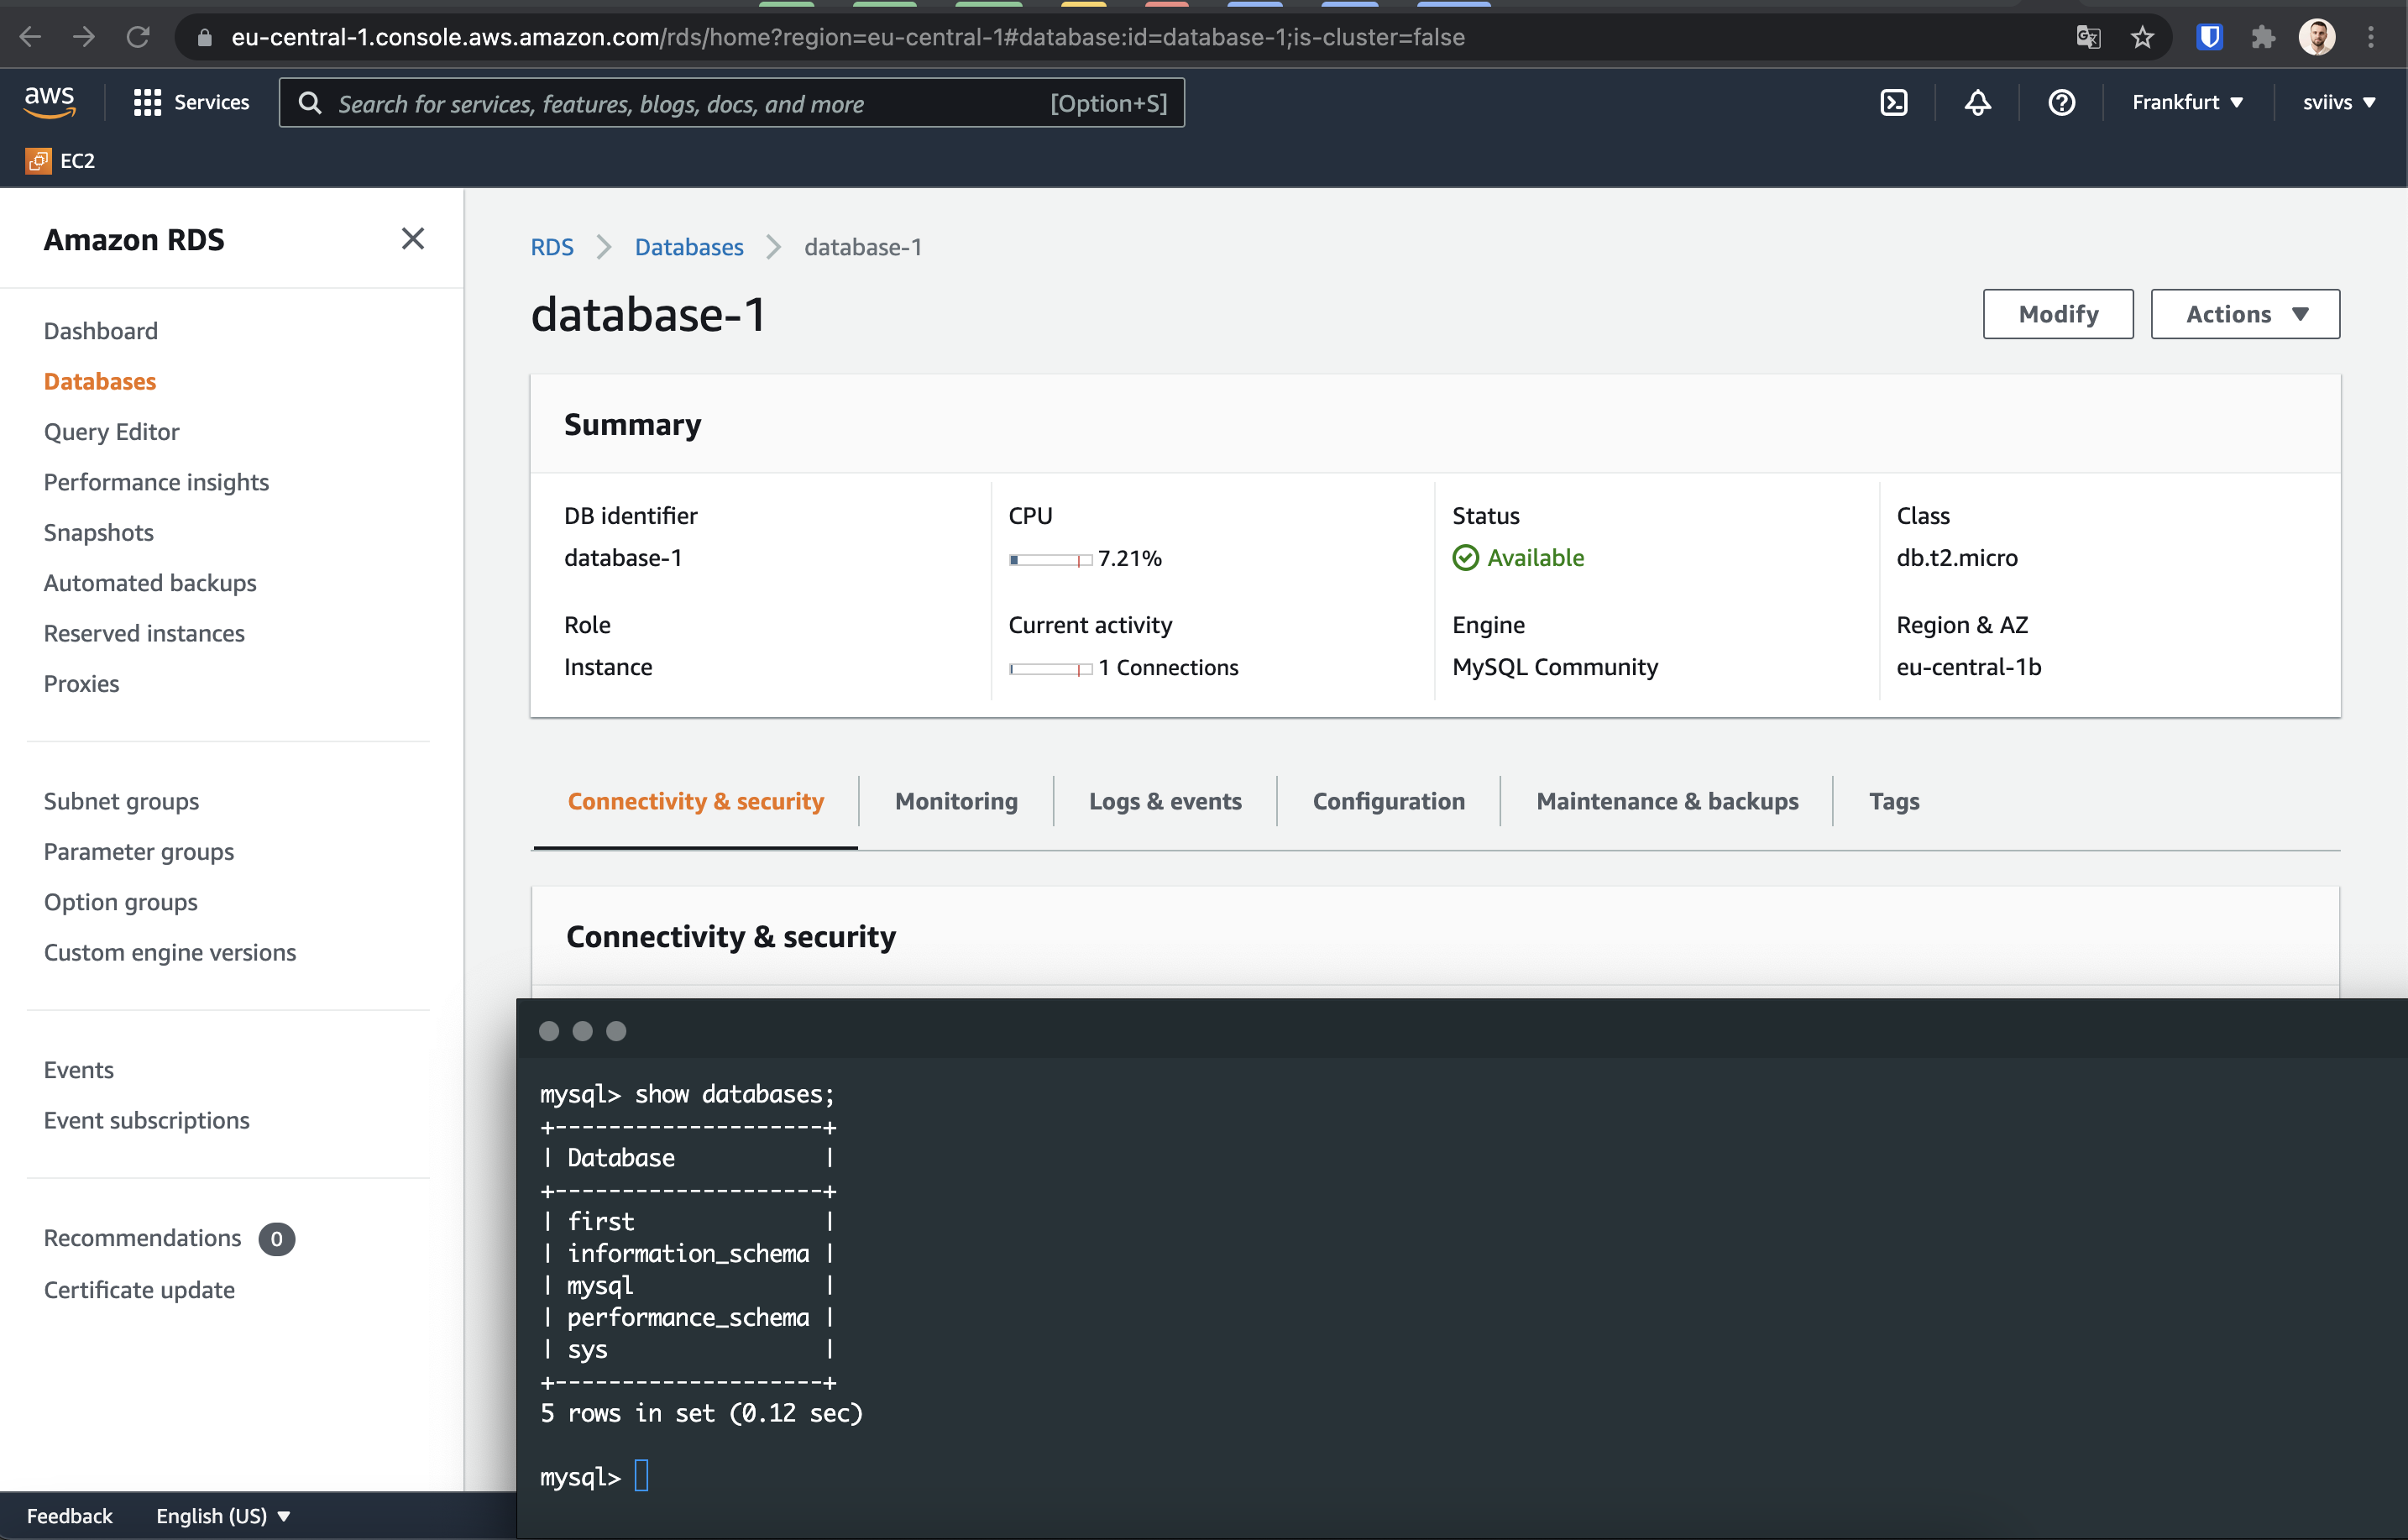 eu-central-1.console.aws.amazon.com/rds/home?region=eu-central-1#database:id=database-1;is-cluster=false
aws
Services
Search for services, features, blogs, docs, and more
[Option+S]
Frankfurt
sviivs
EC2
Amazon RDS
Dashboard
Databases
Query Editor
Performance insights
Snapshots
Automated backups
Reserved instances
Proxies
Subnet groups
Parameter groups
Option groups
Custom engine versions
Events
Event subscriptions
Recommendations 0
Certificate update
RDS > Databases > database-1
database-1
Modify
Actions
Summary
DB identifier
database-1
CPU
7.21%
Status
Available
Class
db.t2.micro
Role
Instance
Current activity
1 Connections
Engine
MySQL Community
Region & AZ
eu-central-1b
Connectivity & security
Monitoring
Logs & events
Configuration
Maintenance & backups
Tags
Connectivity & security
mysql> show databases;
+--------------------+
| Database           |
+--------------------+
| first              |
| information_schema |
| mysql              |
| performance_schema |
| sys                |
+--------------------+
5 rows in set (0.12 sec)
mysql>
Feedback
English (US)